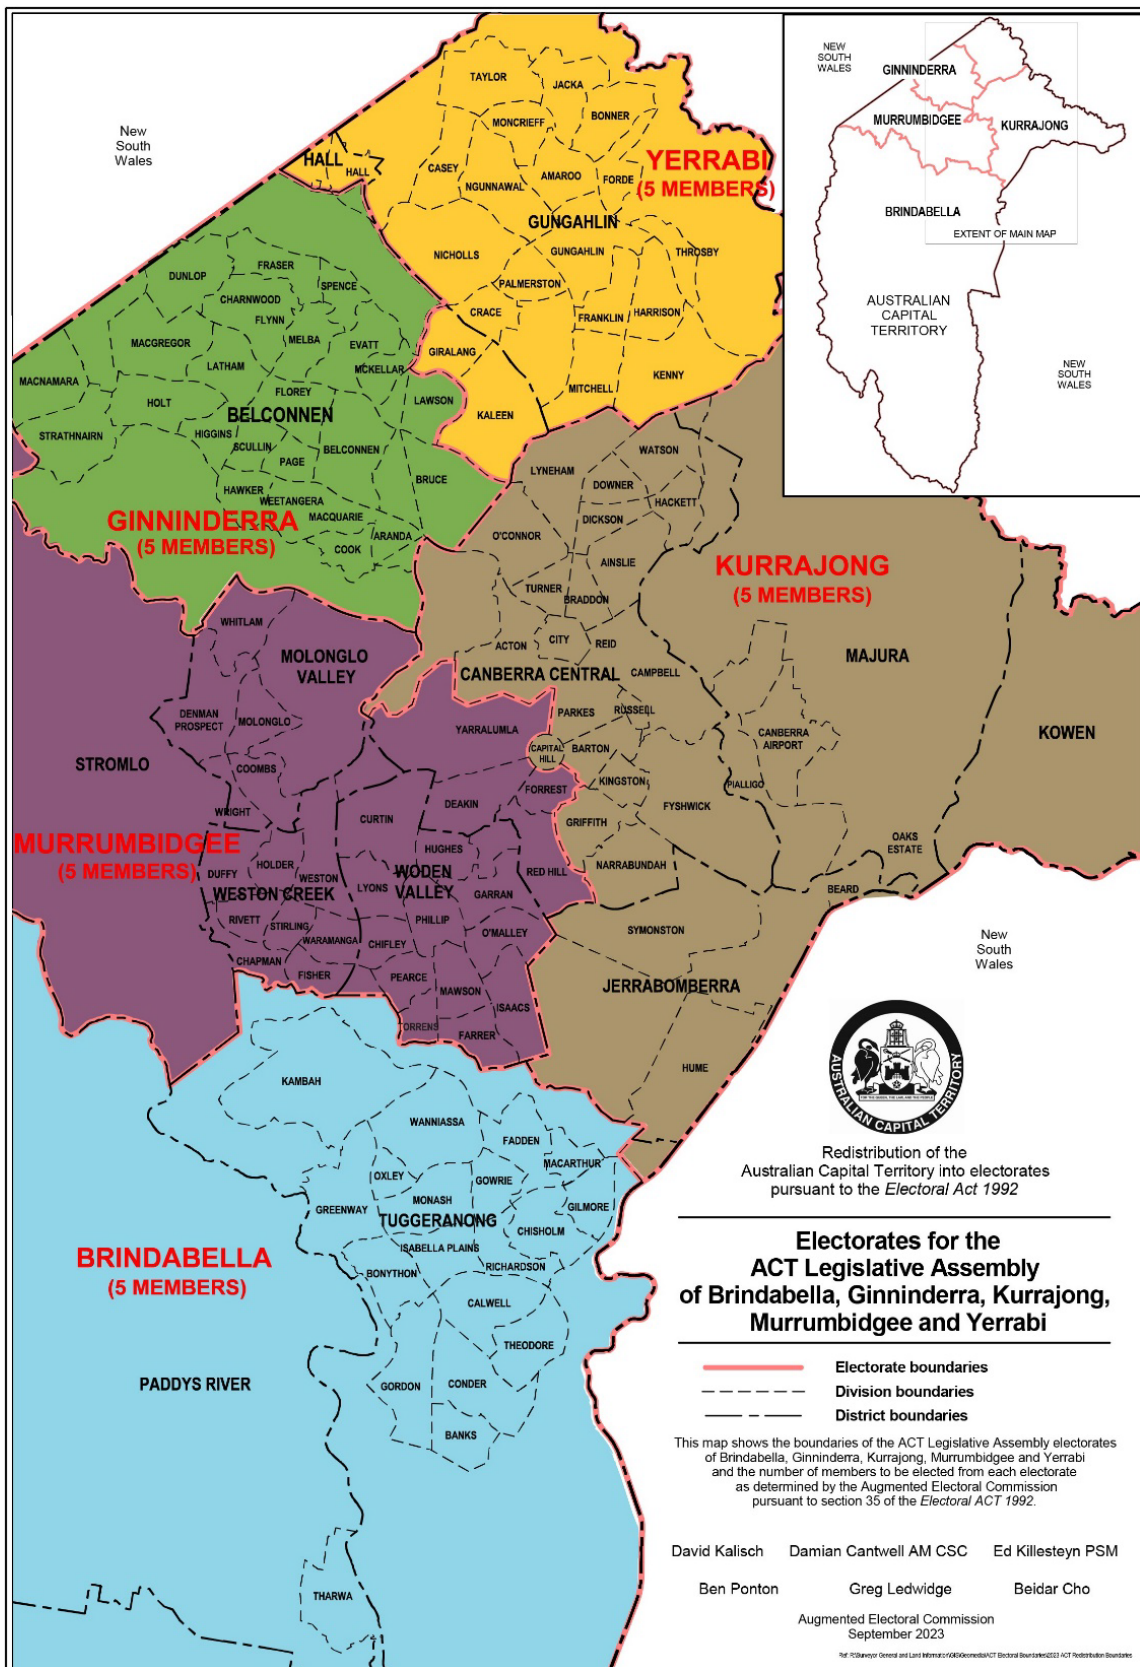 New
South
Wales
TAYLOR
JACKA
BONNER
MONCRIEFF
HALL
HALL
CASEY
NGUNNAWAL
AMAROO
FORDE
YERRABI
(5 MEMBERS)
GUNGAHLIN
NICHOLLS
GUNGAHLIN
THROSBY
PALMERSTON
CRACE
FRANKLIN
HARRISON
GIRALANG
MITCHELL
KENNY
KALEEN
NEW
SOUTH
WALES
GINNINDERRA
MURRUMBIDGEE
KURRAJONG
BRINDABELLA
EXTENT OF MAIN MAP
AUSTRALIAN
CAPITAL
TERRITORY
NEW
SOUTH
WALES
DUNLOP
FRASER
SPENCE
CHARNWOOD
FLYNN
MACGREGOR
MELBA
EVATT
LATHAM
MCKELLAR
MACNAMARA
HOLT
FLOREY
LAWSON
BELCONNEN
STRATHNAIRN
HIGGINS
SCULLIN
PAGE
BELCONNEN
BRUCE
HAWKER
WEETANGERA
MACQUARIE
GINNINDERRA
(5 MEMBERS)
COOK
ARANDA
WATSON
LYNEHAM
DOWNER
HACKETT
DICKSON
O'CONNOR
AINSLIE
KURRAJONG
(5 MEMBERS)
TURNER
BRADDON
ACTON
CITY
REID
CANBERRA CENTRAL
CAMPBELL
MAJURA
PARKES
RUSSELL
CANBERRA
AIRPORT
KOWEN
CAPITAL
HILL
BARTON
KINGSTON
PIALLIGO
FYSHWICK
GRIFFITH
NARRABUNDAH
OAKS
ESTATE
BEARD
SYMONSTON
JERRABOMBERRA
HUME
WHITLAM
MOLONGLO
VALLEY
DENMAN
PROSPECT
MOLONGLO
YARRALUMLA
STROMLO
COOMBS
DEAKIN
FORREST
WRIGHT
CURTIN
MURRUMBIDGEE
(5 MEMBERS)
HUGHES
DUFFY
HOLDER
WESTON
LYONS
WODEN
VALLEY
RED HILL
WESTON CREEK
GARRAN
RIVETT
STIRLING
PHILLIP
WARAMANGA
CHIFLEY
O'MALLEY
CHAPMAN
FISHER
PEARCE
MAWSON
ISAACS
TORRENS
FARRER
KAMBAH
WANNIASSA
FADDEN
MACARTHUR
OXLEY
GOWRIE
GREENWAY
MONASH
GILMORE
TUGGERANONG
CHISHOLM
ISABELLA PLAINS
BRINDABELLA
(5 MEMBERS)
BONYTHON
RICHARDSON
CALWELL
THEODORE
PADDYS RIVER
GORDON
CONDER
BANKS
THARWA
New
South
Wales
AUSTRALIAN CAPITAL TERRITORY
FOR THE QUEEN, THE LAW AND THE PEOPLE
Redistribution of the
Australian Capital Territory into electorates
pursuant to the Electoral Act 1992
Electorates for the
ACT Legislative Assembly
of Brindabella, Ginninderra, Kurrajong,
Murrumbidgee and Yerrabi
Electorate boundaries
Division boundaries
District boundaries
This map shows the boundaries of the ACT Legislative Assembly electorates
of Brindabella, Ginninderra, Kurrajong, Murrumbidgee and Yerrabi
and the number of members to be elected from each electorate
as determined by the Augmented Electoral Commission
pursuant to section 35 of the Electoral ACT 1992.
David Kalisch Damian Cantwell AM CSC Ed Killesteyn PSM
Ben Ponton Greg Ledwidge Beidar Cho
Augmented Electoral Commission
September 2023